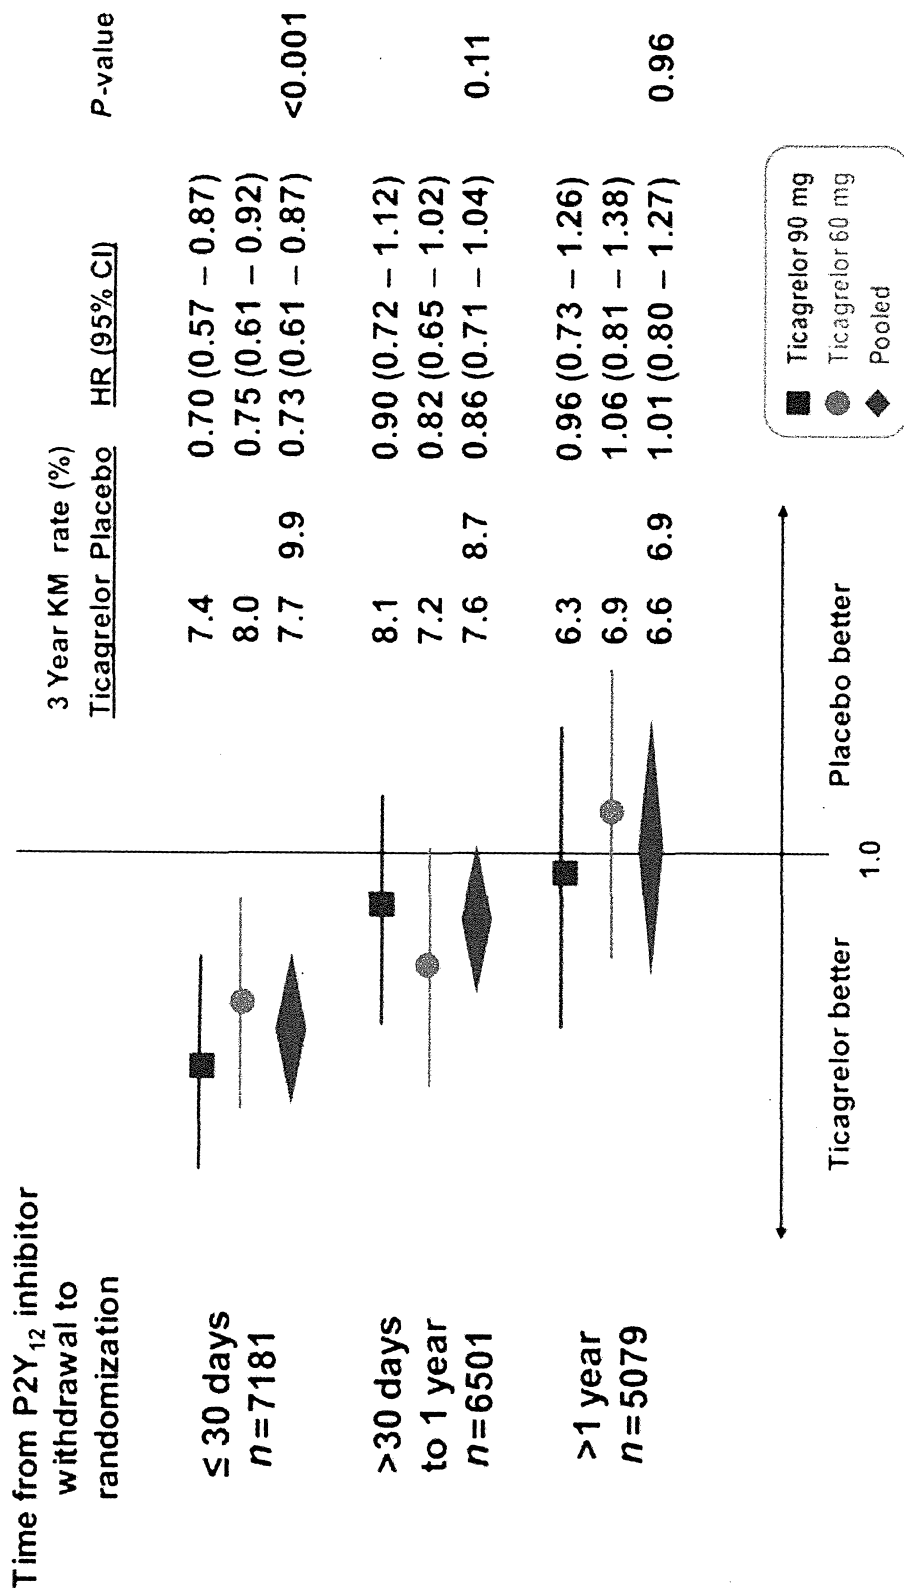 Time from P2Y12 inhibitor
withdrawal to
randomization
3 Year KM rate (%)
Ticagrelor Placebo HR (95% CI) P-value
≤ 30 days
n=7181
7.4 0.70 (0.57 – 0.87)
8.0 0.75 (0.61 – 0.92)
7.7 9.9 0.73 (0.61 – 0.87) <0.001
>30 days
to 1 year
n=6501
8.1 0.90 (0.72 – 1.12)
7.2 0.82 (0.65 – 1.02)
7.6 8.7 0.86 (0.71 – 1.04) 0.11
>1 year
n=5079
6.3 0.96 (0.73 – 1.26)
6.9 1.06 (0.81 – 1.38)
6.6 6.9 1.01 (0.80 – 1.27) 0.96
Ticagrelor better
1.0
Placebo better
Ticagrelor 90 mg
Ticagrelor 60 mg
Pooled